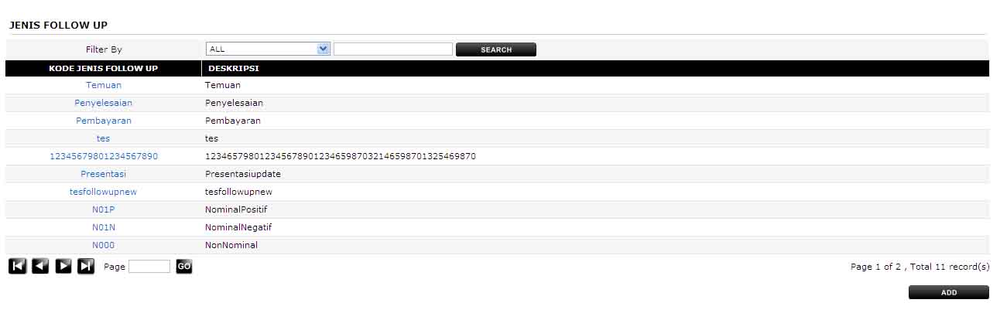 JENIS FOLLOW UP
Filter By ALL SEARCH
KODE JENIS FOLLOW UP DESKRIPSI
Temuan Temuan
Penyelesaian Penyelesaian
Pembayaran Pembayaran
tes tes
12345679801234567890 12346579801234567890123465987032146598701325469870
Presentasi Presentasiupdate
tesfollowupnew tesfollowupnew
N01P NominalPositif
N01N NominalNegatif
N000 NonNominal
Page GO Page 1 of 2 , Total 11 record(s)
ADD